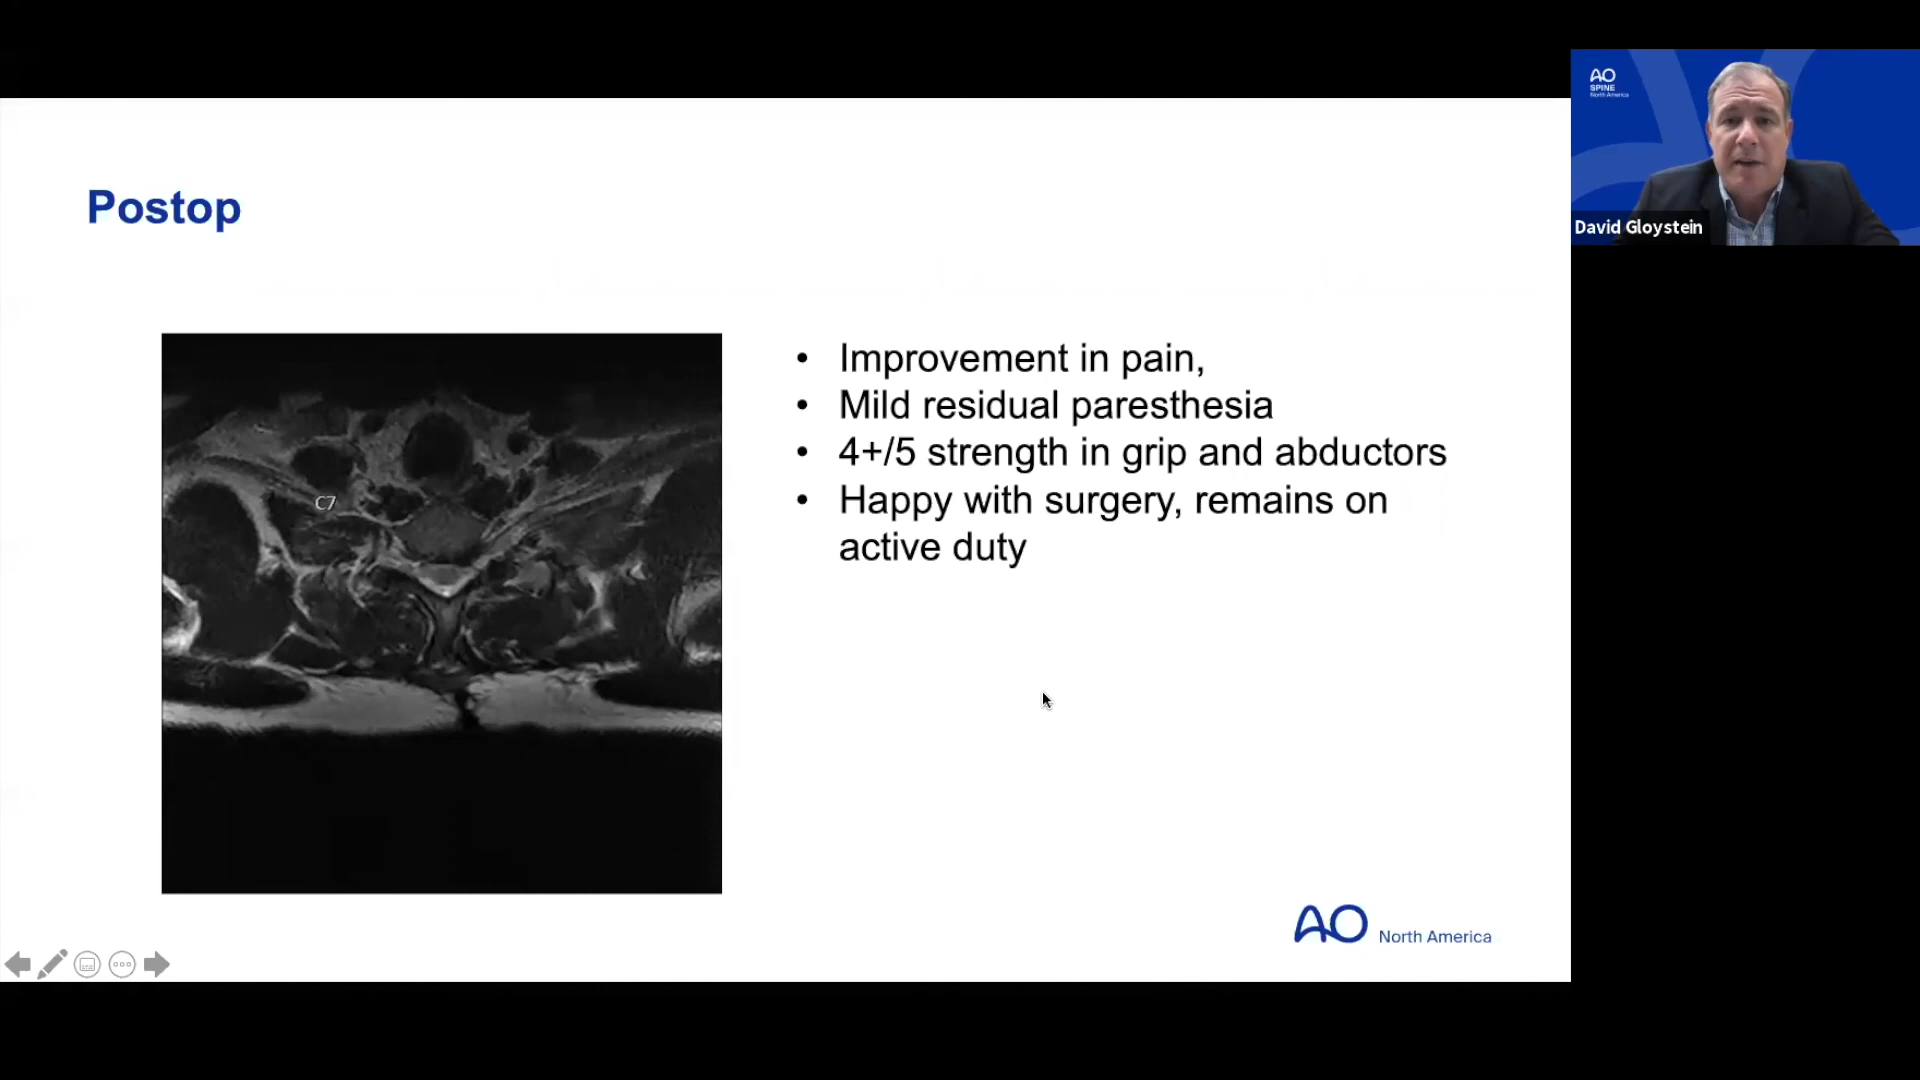 Postop
C7
• Improvement in pain,
• Mild residual paresthesia
• 4+/5 strength in grip and abductors
• Happy with surgery, remains on
active duty
AO North America
AO
SPINE
North America
David Gloystein